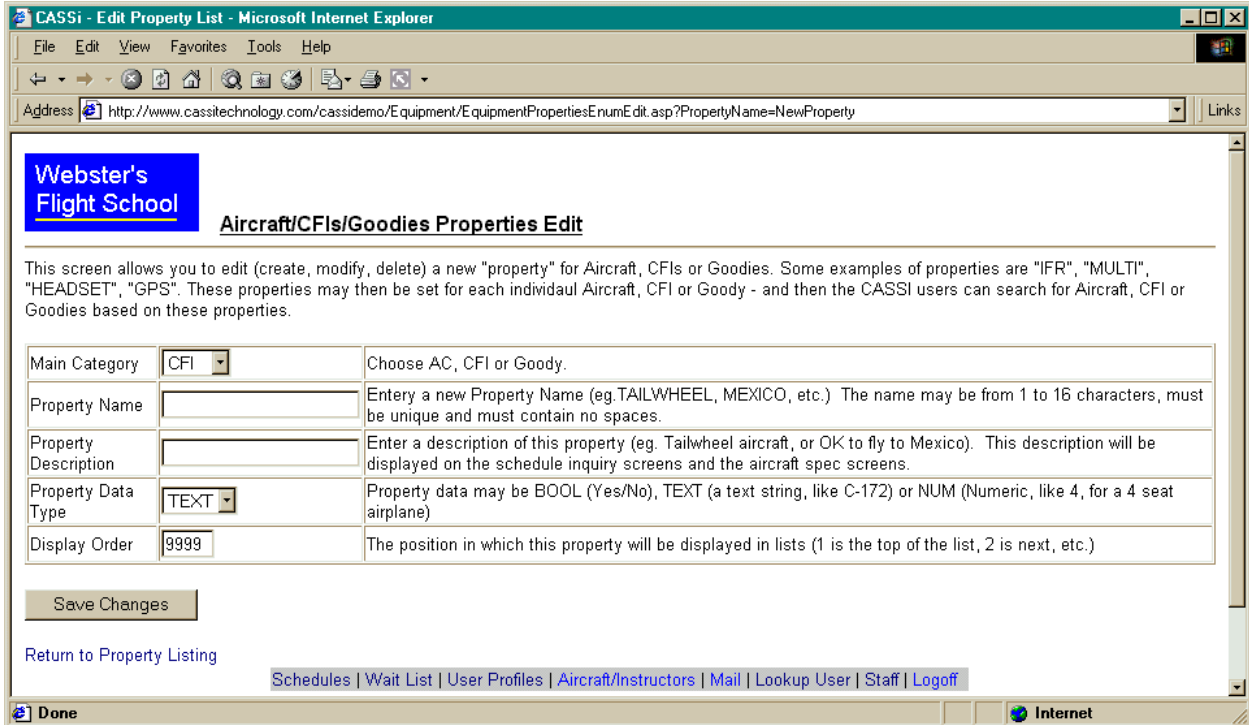 CASSi - Edit Property List - Microsoft Internet Explorer
File Edit View Favorites Tools Help
Address http://www.cassitechnology.com/cassidemo/Equipment/EquipmentPropertiesEnumEdit.asp?PropertyName=NewProperty Links
Webster's
Flight School
Aircraft/CFIs/Goodies Properties Edit
This screen allows you to edit (create, modify, delete) a new "property" for Aircraft, CFIs or Goodies. Some examples of properties are "IFR", "MULTI",
"HEADSET", "GPS". These properties may then be set for each individaul Aircraft, CFI or Goody - and then the CASSI users can search for Aircraft, CFI or
Goodies based on these properties.
Main Category CFI Choose AC, CFI or Goody.
Property Name Entery a new Property Name (eg.TAILWHEEL, MEXICO, etc.) The name may be from 1 to 16 characters, must
be unique and must contain no spaces.
Property
Description
Enter a description of this property (eg. Tailwheel aircraft, or OK to fly to Mexico). This description will be
displayed on the schedule inquiry screens and the aircraft spec screens.
Property Data
Type
TEXT
Property data may be BOOL (Yes/No), TEXT (a text string, like C-172) or NUM (Numeric, like 4, for a 4 seat
airplane)
Display Order 9999 The position in which this property will be displayed in lists (1 is the top of the list, 2 is next, etc.)
Save Changes
Return to Property Listing
Schedules | Wait List | User Profiles | Aircraft/Instructors | Mail | Lookup User | Staff | Logoff
Done Internet